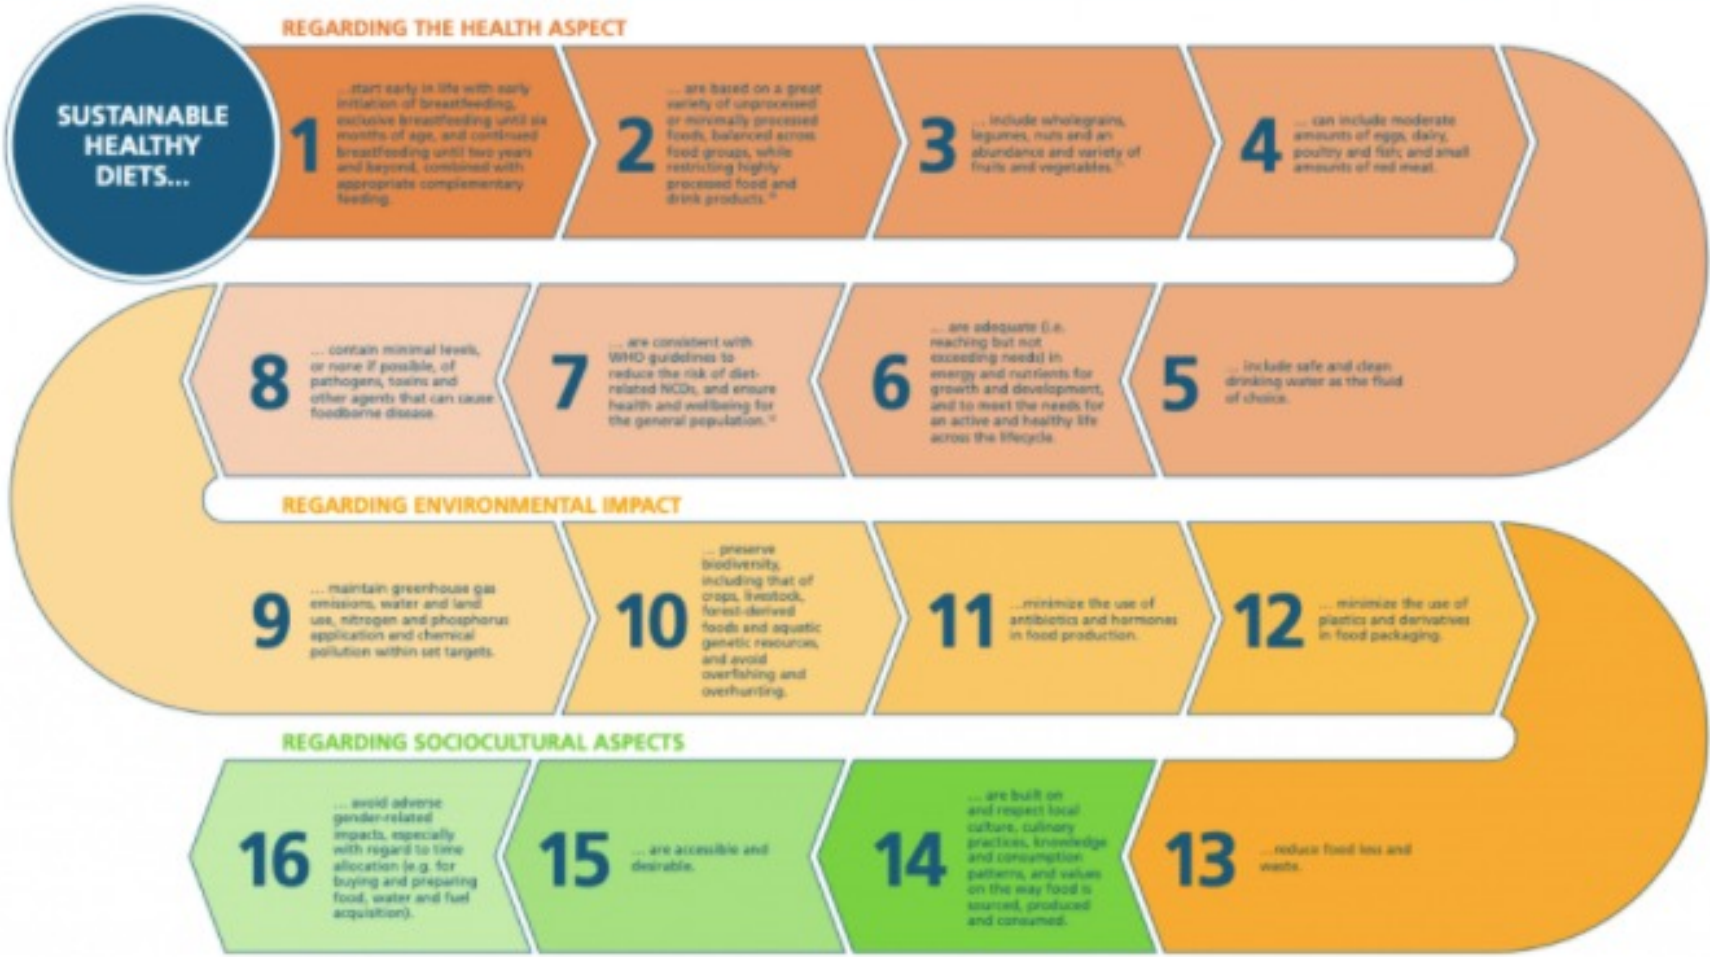 SUSTAINABLE
HEALTHY
DIETS...
REGARDING THE HEALTH ASPECT
1
...start early in life with early
initiation of breastfeeding,
exclusive breastfeeding until six
months of age, and continued
breastfeeding until two years
and beyond, combined with
appropriate complementary
feeding.
2
... are based on a great
variety of unprocessed
or minimally processed
foods, balanced across
food groups, while
restricting highly
processed food and
drink products.
3
... include wholegrains,
legumes, nuts and an
abundance and variety of
fruits and vegetables.
4
... can include moderate
amounts of eggs, dairy,
poultry and fish; and small
amounts of red meat.
5
... include safe and clean
drinking water as the fluid
of choice.
6
... are adequate (i.e.
reaching but not
exceeding needs) in
energy and nutrients for
growth and development,
and to meet the needs for
an active and healthy life
across the lifecycle.
7
... are consistent with
WHO guidelines to
reduce the risk of diet-
related NCDs, and ensure
health and wellbeing for
the general population.
8
... contain minimal levels,
or none if possible, of
pathogens, toxins and
other agents that can cause
foodborne disease.
REGARDING ENVIRONMENTAL IMPACT
9
... maintain greenhouse gas
emissions, water and land
use, nitrogen and phosphorus
application and chemical
pollution within set targets.
10
... preserve
biodiversity,
including that of
crops, livestock,
forest-derived
foods and aquatic
genetic resources,
and avoid
overfishing and
overhunting.
11
...minimize the use of
antibiotics and hormones
in food production.
12
... minimize the use of
plastics and derivatives
in food packaging.
13
...reduce food loss and
waste.
REGARDING SOCIOCULTURAL ASPECTS
14
... are built on
and respect local
culture, culinary
practices, knowledge
and consumption
patterns, and values
on the way food is
sourced, produced
and consumed.
15
... are accessible and
desirable.
16
... avoid adverse
gender-related
impacts, especially
with regard to time
allocation (e.g. for
buying and preparing
food, water and fuel
acquisition).